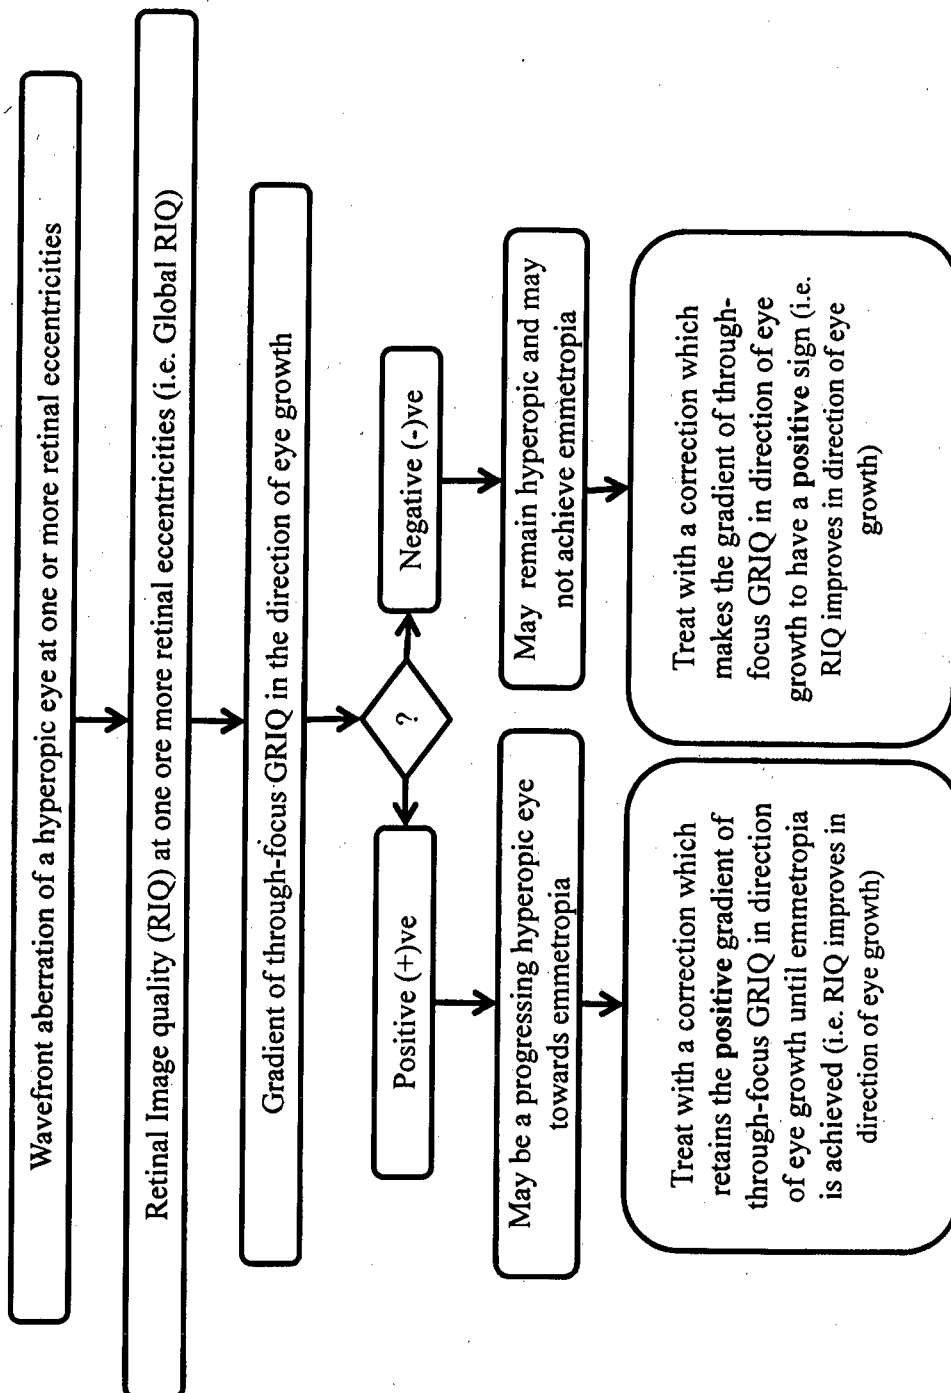 Wavefront aberration of a hyperopic eye at one or more retinal eccentricities
Retinal Image quality (RIQ) at one ore more retinal eccentricities (i.e. Global RIQ)
Gradient of through-focus GRIQ in the direction of eye growth
?
Positive (+)ve
Negative (-)ve
May be a progressing hyperopic eye
towards emmetropia
May remain hyperopic and may
not achieve emmetropia
Treat with a correction which
retains the positive gradient of
through-focus GRIQ in direction
of eye growth until emmetropia
is achieved (i.e. RIQ improves in
direction of eye growth)
Treat with a correction which
makes the gradient of through-
focus GRIQ in direction of eye
growth to have a positive sign (i.e.
RIQ improves in direction of eye
growth)